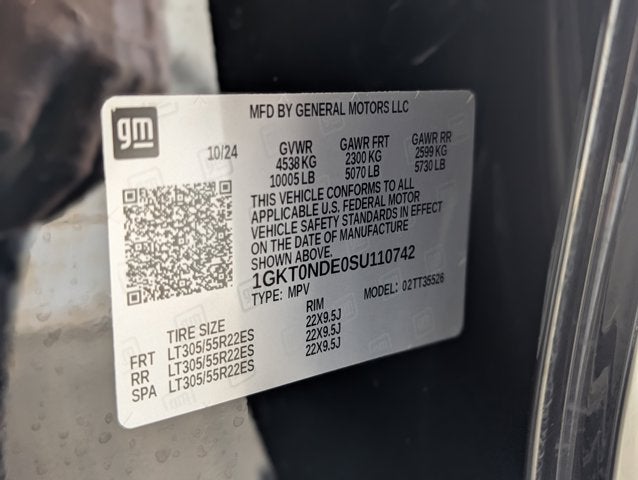 MFD BY GENERAL MOTORS LLC
gm
10/24 GVWR GAWR FRT GAWR RR
4538 KG 2300 KG 2599 KG
10005 LB 5070 LB 5730 LB
THIS VEHICLE CONFORMS TO ALL
APPLICABLE U.S. FEDERAL MOTOR
VEHICLE SAFETY STANDARDS IN EFFECT
ON THE DATE OF MANUFACTURE
SHOWN ABOVE.
1GKT0NDE0SU110742
TYPE: MPV MODEL: 02TT35526
TIRE SIZE RIM
FRT LT305/55R22ES 22X9.5J
RR LT305/55R22ES 22X9.5J
SPA LT305/55R22ES 22X9.5J